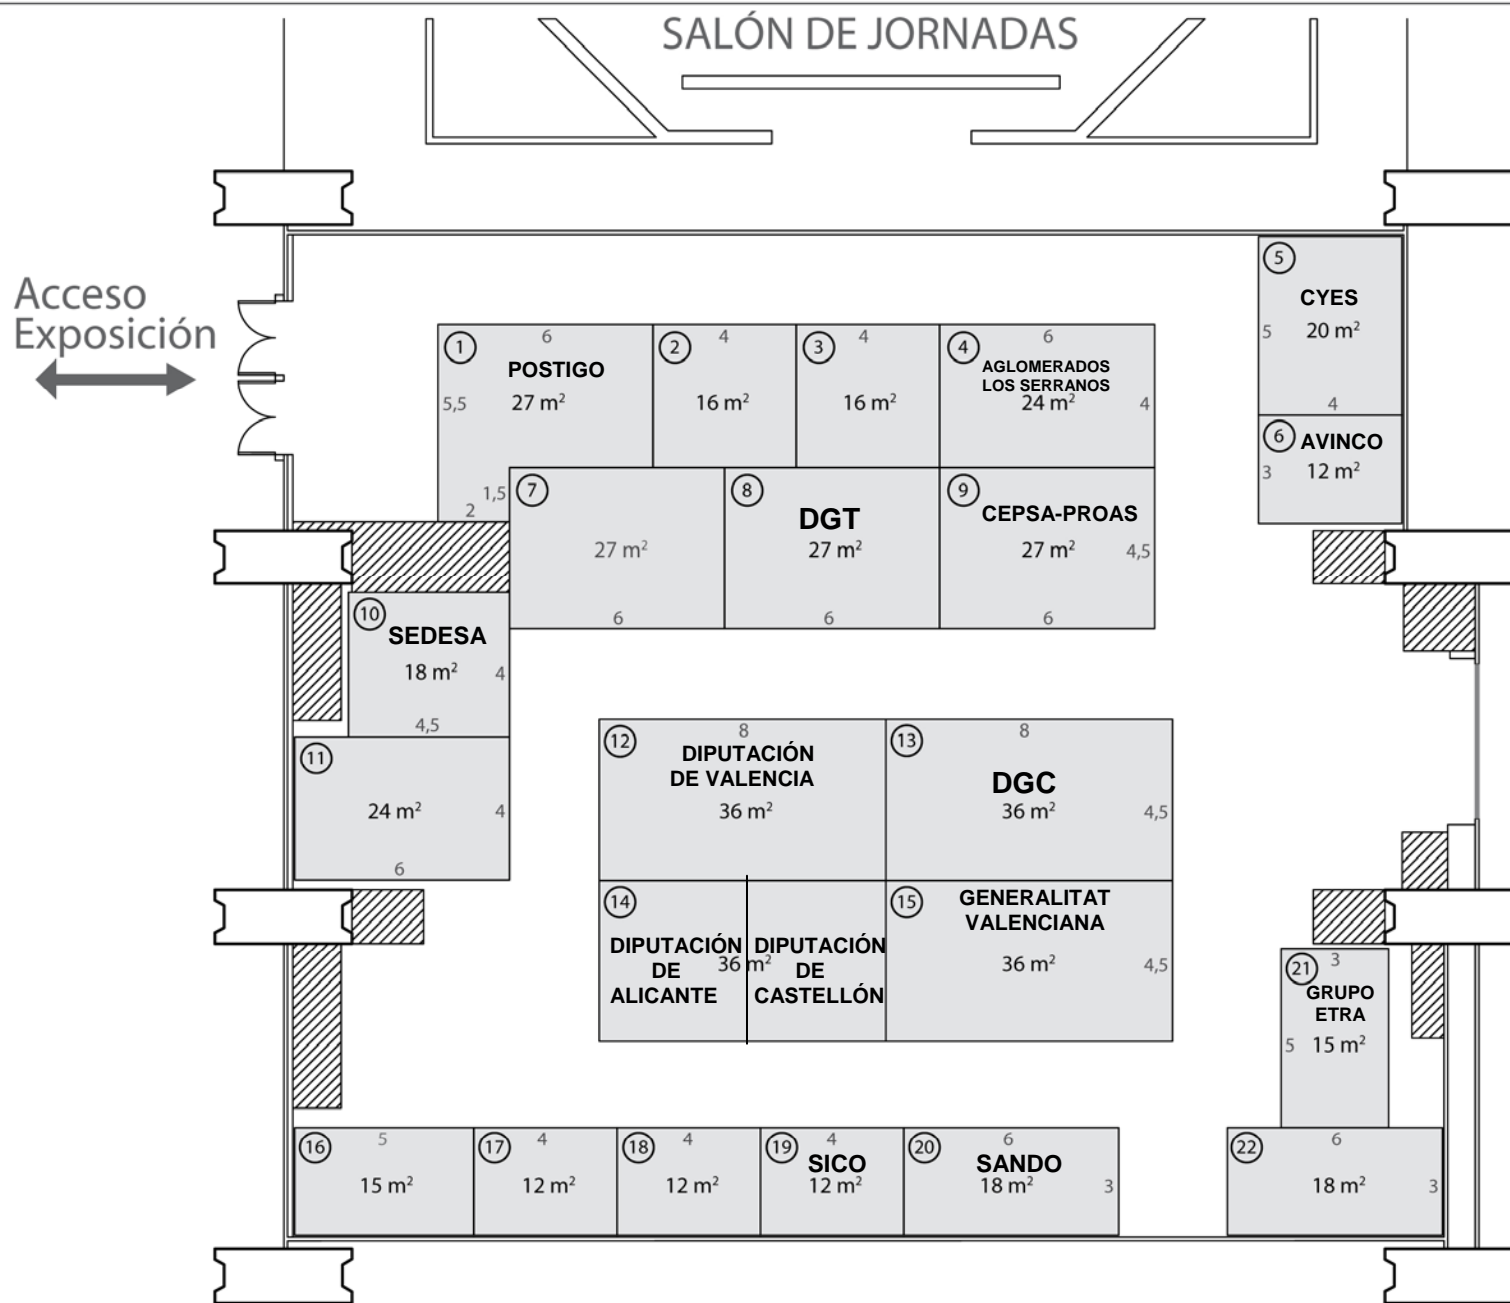 SALÓN DE JORNADAS
Acceso
Exposición
1
6
POSTIGO
5,5
27 m²
1,5
2
2
4
16 m²
3
4
16 m²
4
6
AGLOMERADOS
LOS SERRANOS
24 m²
4
5
CYES
5
20 m²
4
6
AVINCO
3
12 m²
7
27 m²
6
8
DGT
27 m²
6
9
CEPSA-PROAS
27 m²
4,5
6
10
SEDESA
18 m²
4
4,5
11
24 m²
4
6
12
8
DIPUTACIÓN
DE VALENCIA
36 m²
13
8
DGC
36 m²
4,5
14
DIPUTACIÓN
DE
ALICANTE
36 m²
DIPUTACIÓN
DE
CASTELLÓN
15
GENERALITAT
VALENCIANA
36 m²
4,5
21
3
GRUPO
ETRA
5
15 m²
16
5
15 m²
17
4
12 m²
18
4
12 m²
19
4
SICO
12 m²
20
6
SANDO
18 m²
3
22
6
18 m²
3